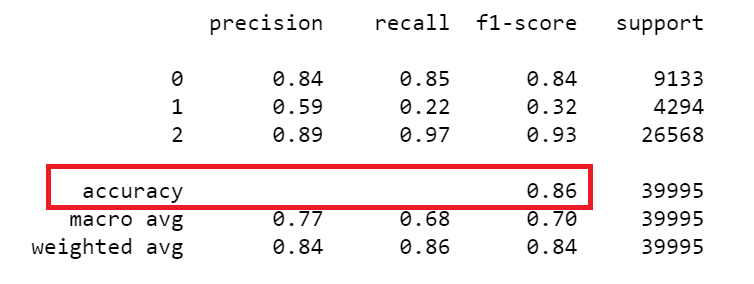 precision recall f1-score support
0 0.84 0.85 0.84 9133
1 0.59 0.22 0.32 4294
2 0.89 0.97 0.93 26568
accuracy 0.86 39995
macro avg 0.77 0.68 0.70 39995
weighted avg 0.84 0.86 0.84 39995